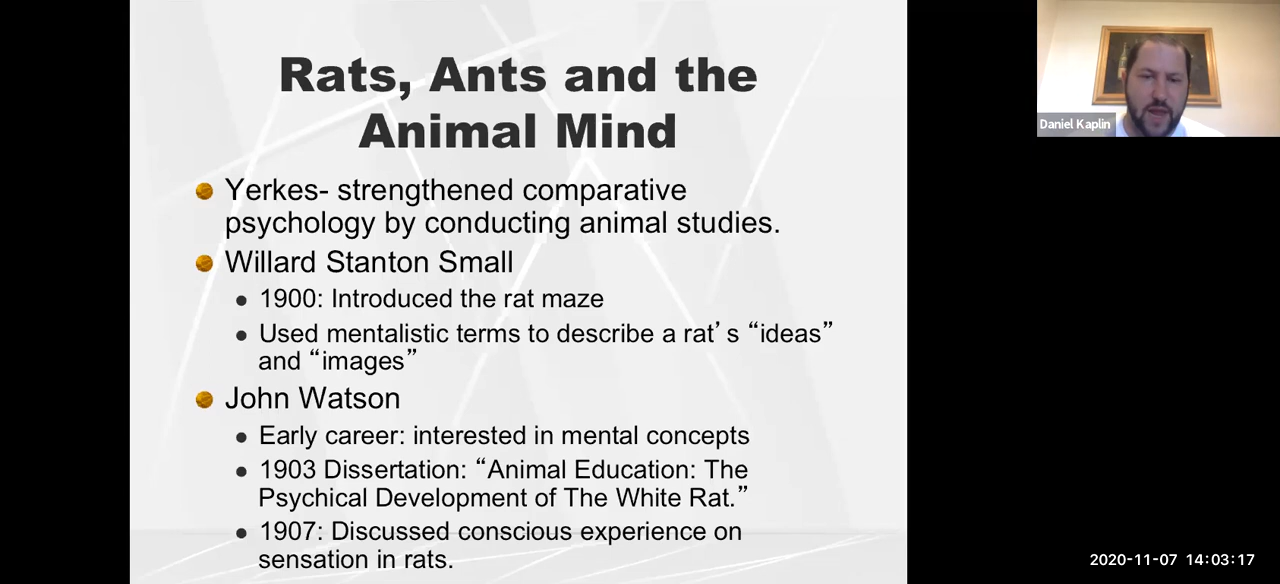 Rats, Ants and the
Animal Mind
Yerkes- strengthened comparative
psychology by conducting animal studies.
Willard Stanton Small
1900: Introduced the rat maze
Used mentalistic terms to describe a rat’s “ideas”
and “images”
John Watson
Early career: interested in mental concepts
1903 Dissertation: “Animal Education: The
Psychical Development of The White Rat.”
1907: Discussed conscious experience on
sensation in rats.
Daniel Kaplin
2020-11-07 14:03:17